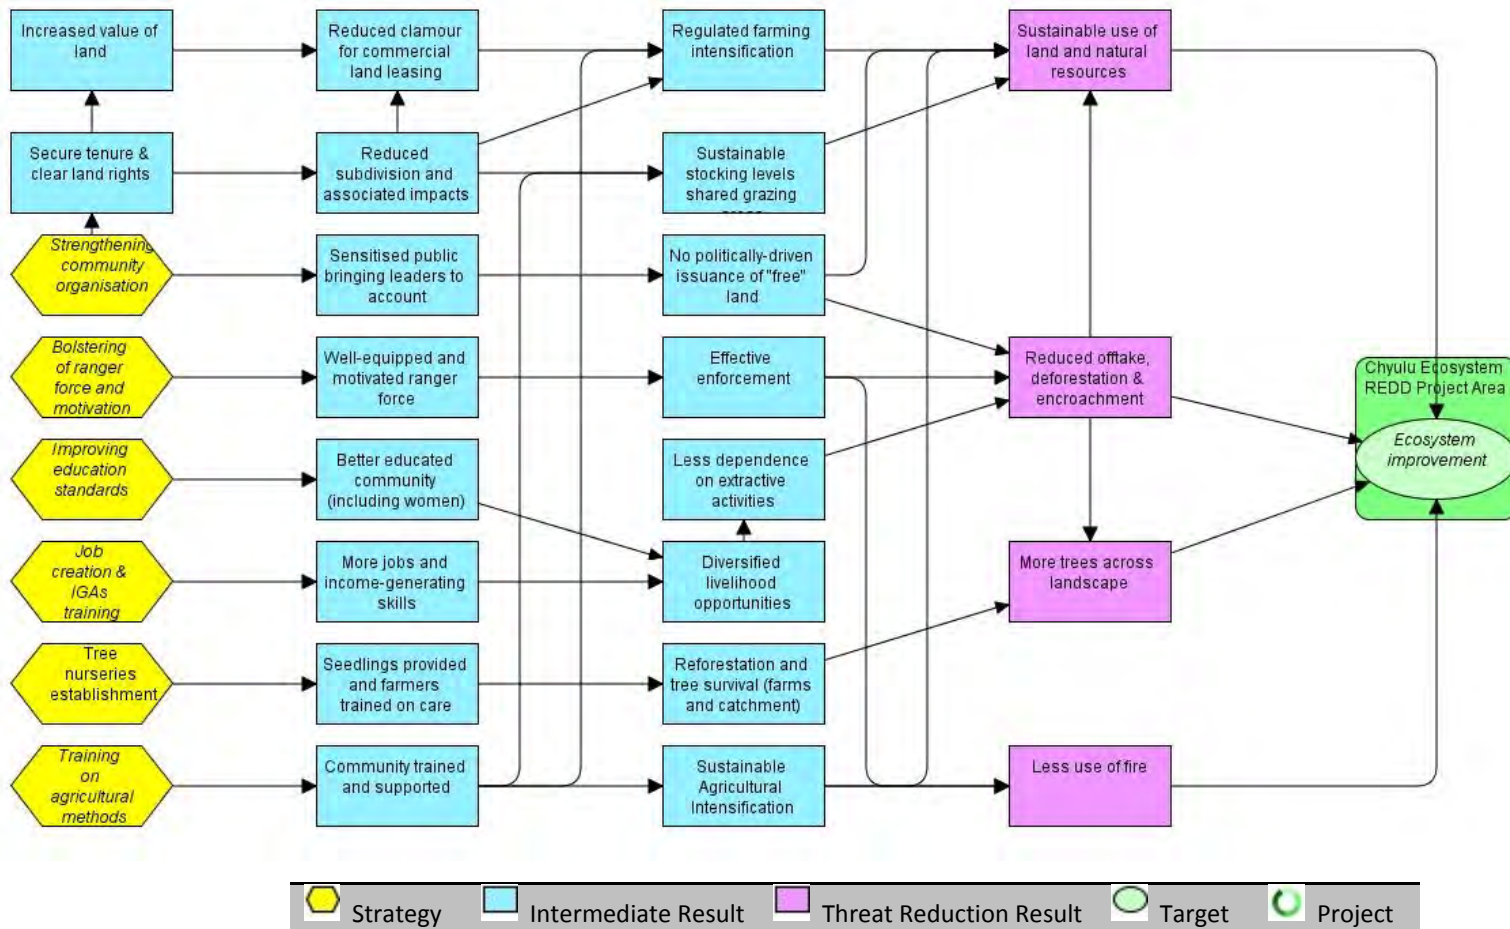 Increased value of
land
Reduced clamour
for commercial
land leasing
Regulated farming
intensification
Sustainable use of
land and natural
resources
Secure tenure &
clear land rights
Reduced
subdivision and
associated impacts
Sustainable
stocking levels
shared grazing
Strengthening
community
organisation
Sensitised public
bringing leaders to
account
No politically-driven
issuance of "free"
land
Bolstering
of ranger
force and
motivation
Well-equipped and
motivated ranger
force
Effective
enforcement
Reduced offtake,
deforestation &
encroachment
Chyulu Ecosystem
REDD Project Area
Ecosystem
improvement
Improving
education
standards
Better educated
community
(including women)
Less dependence
on extractive
activities
Job
creation &
IGAs
training
More jobs and
income-generating
skills
Diversified
livelihood
opportunities
More trees across
landscape
Tree
nurseries
establishment
Seedlings provided
and farmers
trained on care
Reforestation and
tree survival (farms
and catchment)
Training
on
agricultural
methods
Community trained
and supported
Sustainable
Agricultural
Intensification
Less use of fire
Strategy Intermediate Result Threat Reduction Result Target Project